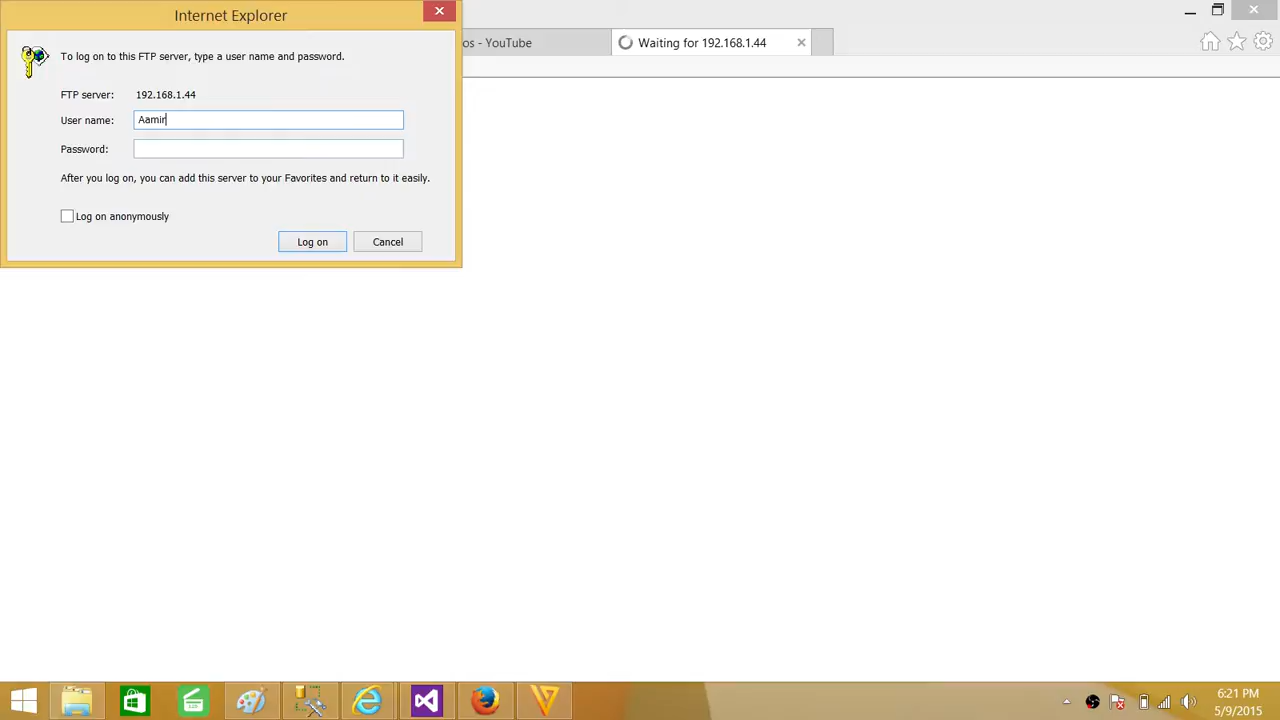 Internet Explorer
To log on to this FTP server, type a user name and password.
FTP server: 192.168.1.44
User name: Aamir
Password:
After you log on, you can add this server to your Favorites and return to it easily.
Log on anonymously
Log on Cancel
os - YouTube
Waiting for 192.168.1.44
6:21 PM
5/9/2015